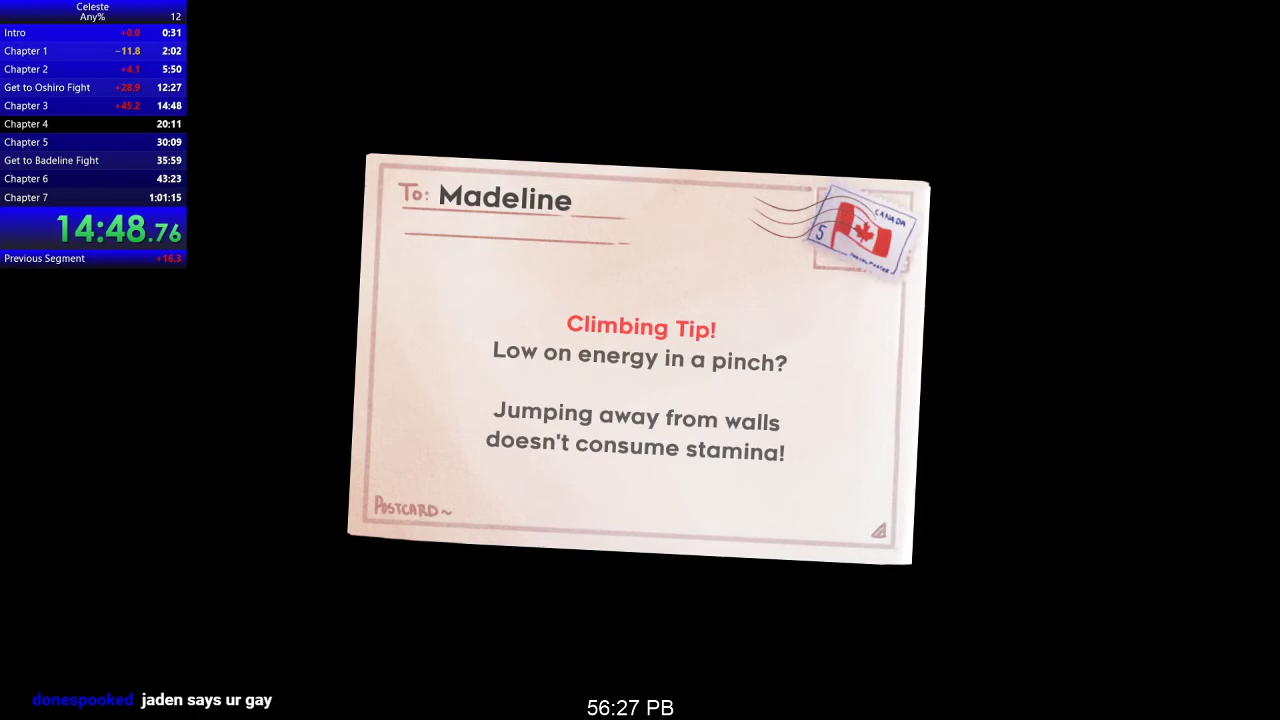 Celeste
Any% 12
Intro +0.0 0:31
Chapter 1 −11.8 2:02
Chapter 2 +4.1 5:50
Get to Oshiro Fight +28.9 12:27
Chapter 3 +45.2 14:48
Chapter 4 20:11
Chapter 5 30:09
Get to Badeline Fight 35:59
Chapter 6 43:23
Chapter 7 1:01:15
14:48.76
Previous Segment +16.3
To: Madeline
CANADA
5
Climbing Tip!
Low on energy in a pinch?
Jumping away from walls
doesn't consume stamina!
POSTCARD~
donespooked jaden says ur gay
56:27 PB